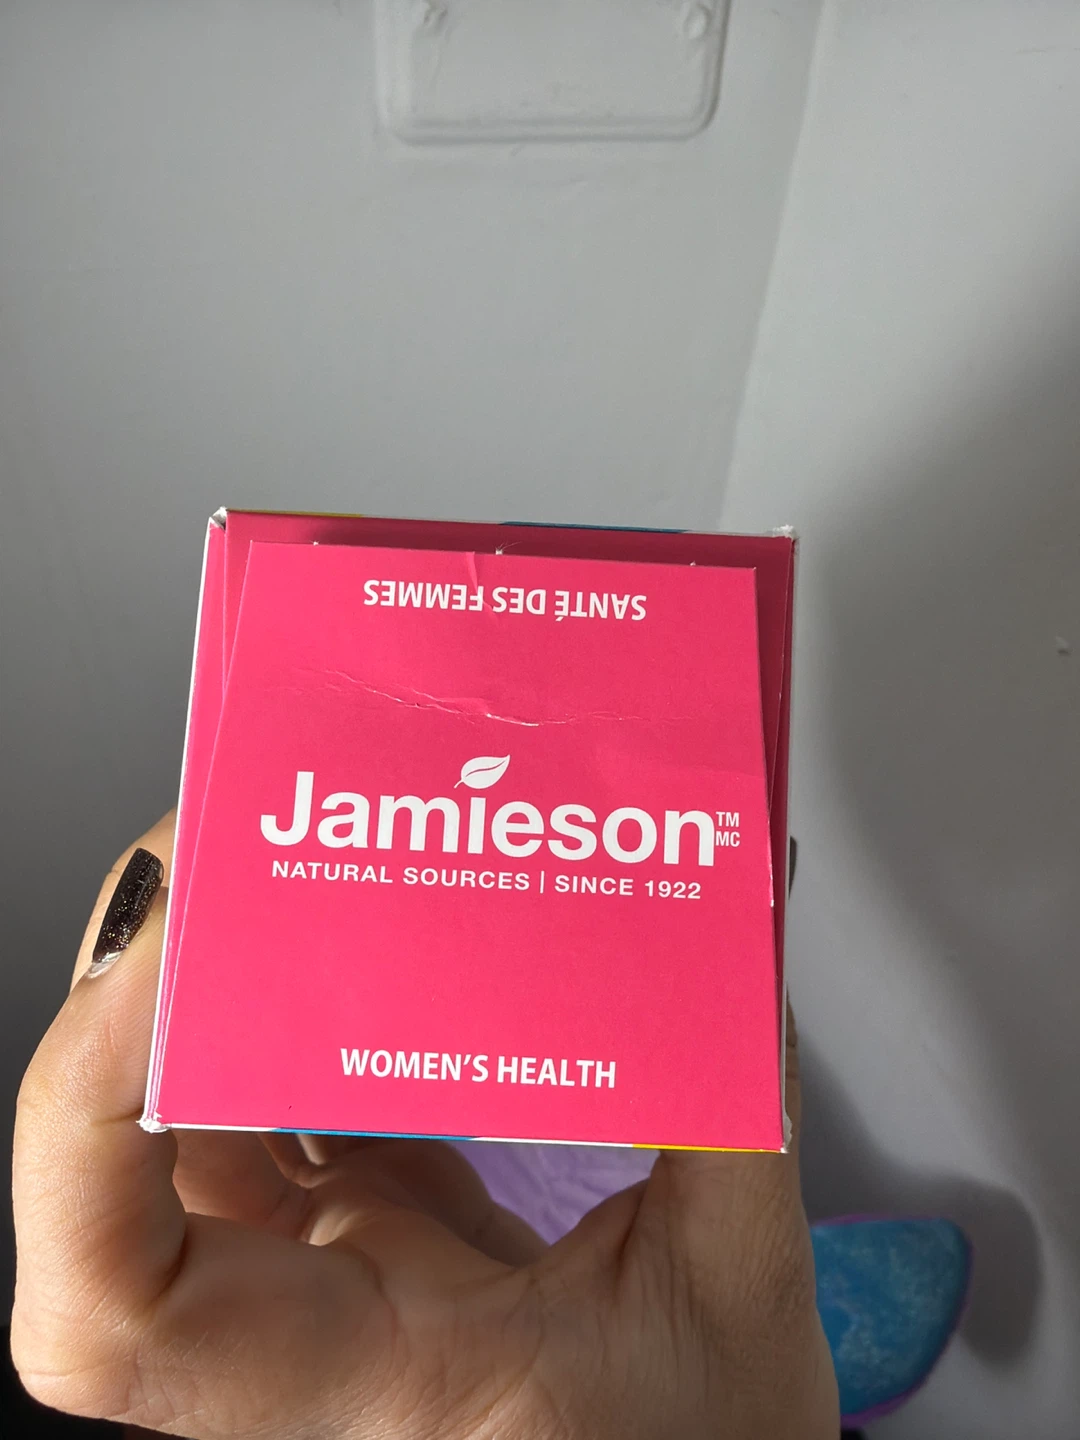 SANTÉ DES FEMMES
Jamieson TM MC
NATURAL SOURCES | SINCE 1922
WOMEN'S HEALTH